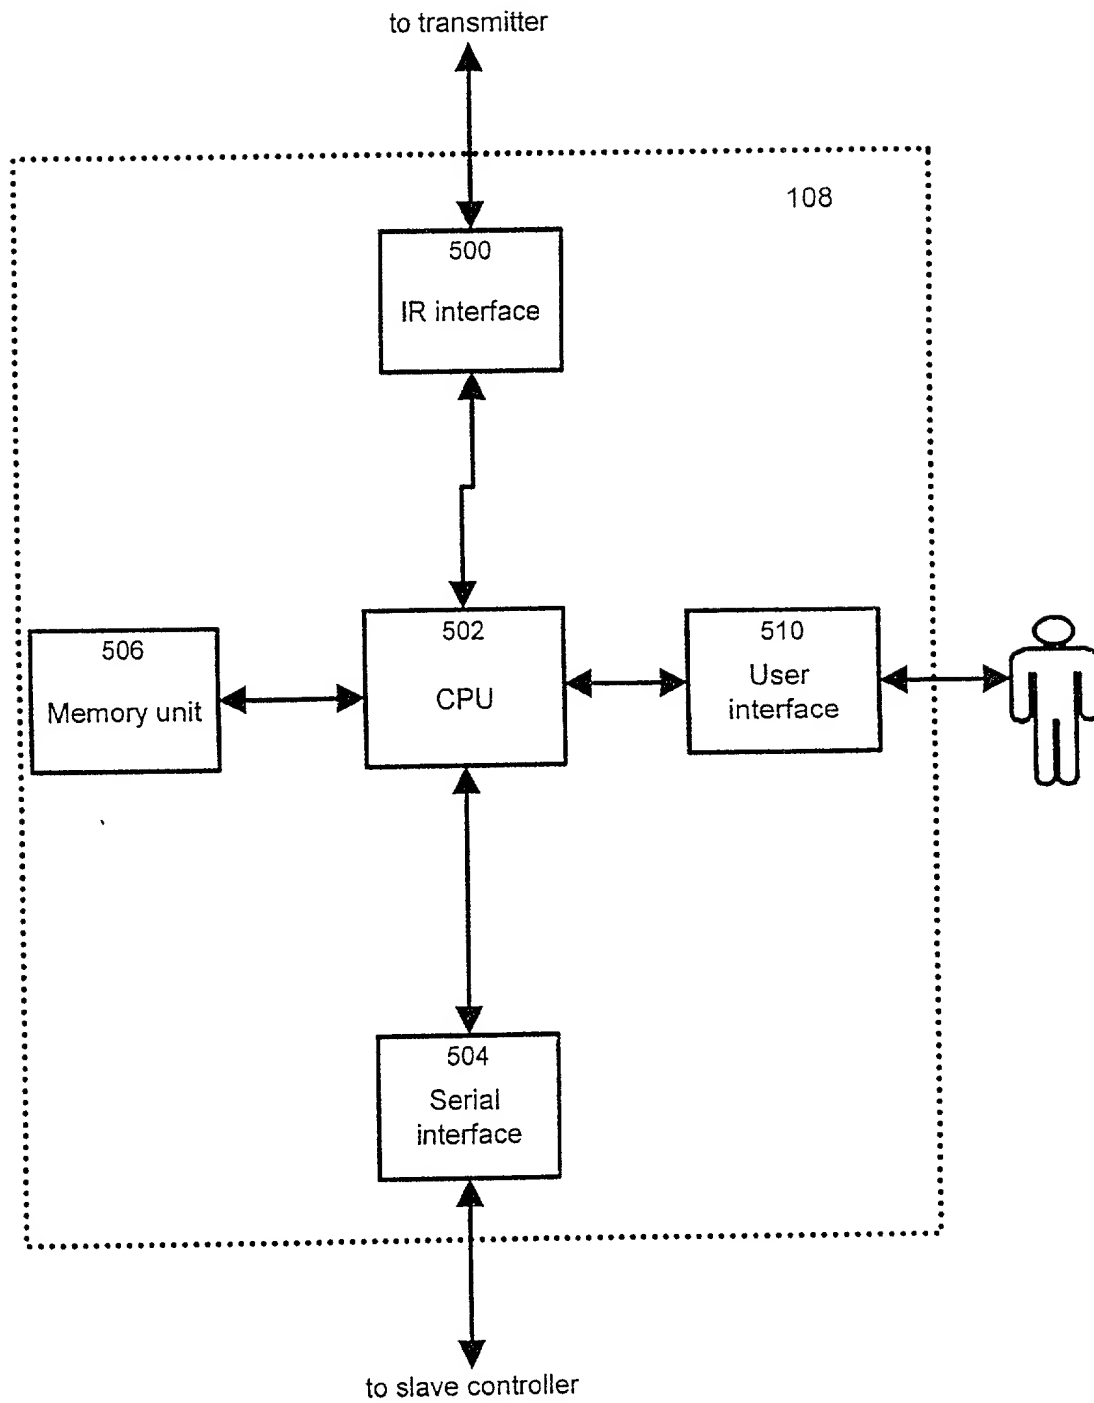 to transmitter
108
500
IR interface
506
Memory unit
502
CPU
510
User
interface
504
Serial
interface
to slave controller